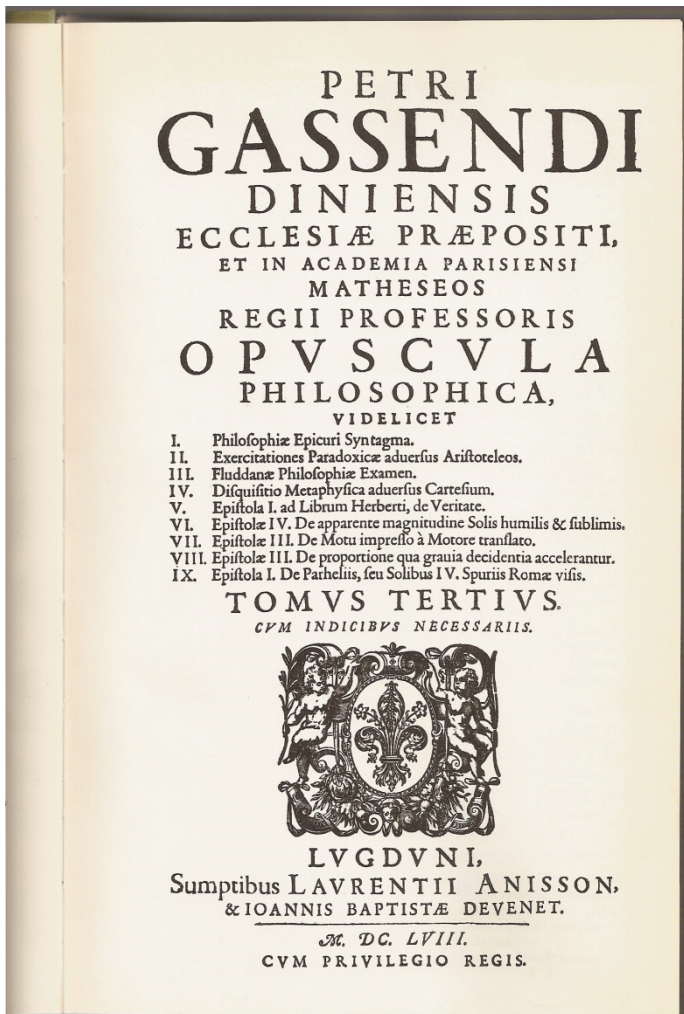 PETRI
GASSENDI
DINIENSIS
ECCLESIÆ PRÆPOSITI,
ET IN ACADEMIA PARISIENSI
MATHESEOS
REGII PROFESSORIS
OPVSCVLA
PHILOSOPHICA,
VIDELICET
I. Philoſophiæ Epicuri Syntagma.
II. Exercitationes Paradoxicæ aduerſus Ariſtoteleos.
III. Fluddanæ Philoſophiæ Examen.
IV. Diſquiſitio Metaphyſica aduerſus Carteſium.
V. Epiſtola I. ad Librum Herberti, de Veritate.
VI. Epiſtolæ IV. De apparente magnitudine Solis humilis & ſublimis.
VII. Epiſtolæ III. De Motu impreſſo à Motore tranſlato.
VIII. Epiſtolæ III. De proportione qua grauia decidentia accelerantur.
IX. Epiſtola I. De Parheliis, ſeu Solibus IV. Spuriis Romæ viſis.
TOMVS TERTIVS.
CVM INDICIBVS NECESSARIIS.
LVGDVNI,
Sumptibus LAVRENTII ANISSON,
& IOANNIS BAPTISTÆ DEVENET.
M. DC. LVIII.
CVM PRIVILEGIO REGIS.